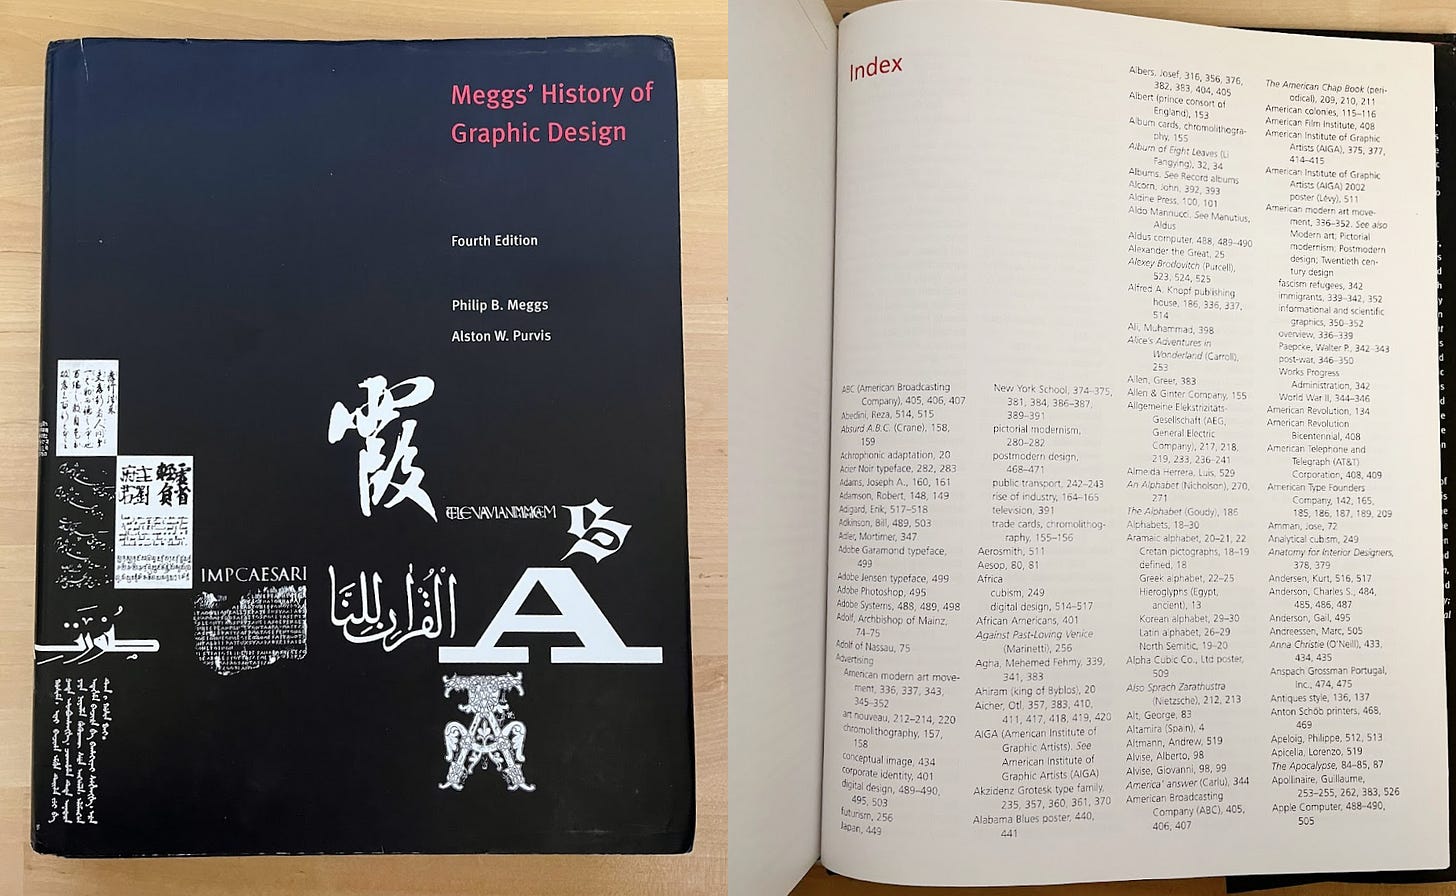 Meggs' History of
Graphic Design
Fourth Edition
Philip B. Meggs
Alston W. Purvis
霞
IMPCAESARI
القرآن للنا
A
Index
ABC (American Broadcasting
Company), 405, 406, 407
Abedini, Reza, 514, 515
Absurd A.B.C. (Crane), 158,
159
Achrophonic adaptation, 20
Acier Noir typeface, 282, 283
Adams, Joseph A., 160, 161
Adamson, Robert, 148, 149
Adigard, Erik, 517–518
Adkinson, Bill, 489, 503
Adler, Mortimer, 347
Adobe Garamond typeface,
499
Adobe Jensen typeface, 499
Adobe Photoshop, 495
Adobe Systems, 488, 489, 498
Adolf, Archbishop of Mainz,
74–75
Adolf of Nassau, 75
Advertising
American modern art move-
ment, 336, 337, 343,
345–352
art nouveau, 212–214, 220
chromolithography, 157,
158
conceptual image, 434
corporate identity, 401
digital design, 489–490,
495, 503
futurism, 256
Japan, 449
New York School, 374–375,
381, 384, 386–387,
389–391
pictorial modernism,
280–282
postmodern design,
468–471
public transport, 242–243
rise of industry, 164–165
television, 391
trade cards, chromolithog-
raphy, 155–156
Aerosmith, 511
Aesop, 80, 81
Africa
cubism, 249
digital design, 514–517
African Americans, 401
Against Past-Loving Venice
(Marinetti), 256
Agha, Mehemed Fehmy, 339,
341, 383
Ahiram (king of Byblos), 20
Aicher, Otl, 357, 383, 410,
411, 417, 418, 419, 420
AIGA (American Institute of
Graphic Artists). See
American Institute of
Graphic Artists (AIGA)
Akzidenz Grotesk type family,
235, 357, 360, 361, 370
Alabama Blues poster, 440,
441
Albers, Josef, 316, 356, 376,
382, 383, 404, 405
Albert (prince consort of
England), 153
Album cards, chromolithogra-
phy, 155
Album of Eight Leaves (Li
Fangying), 32, 34
Albums. See Record albums
Alcorn, John, 392, 393
Aldine Press, 100, 101
Aldo Mannucci. See Manutius,
Aldus
Aldus computer, 488, 489–490
Alexander the Great, 25
Alexey Brodovitch (Purcell),
523, 524, 525
Alfred A. Knopf publishing
house, 186, 336, 337,
514
Ali, Muhammad, 398
Alice's Adventures in
Wonderland (Carroll),
253
Allen, Greer, 383
Allen & Ginter Company, 155
Allgemeine Elekstrizitäts-
Gesellschaft (AEG,
General Electric
Company), 217, 218,
219, 233, 236–241
Almeida Herrera, Luis, 529
An Alphabet (Nicholson), 270,
271
The Alphabet (Goudy), 186
Alphabets, 18–30
Aramaic alphabet, 20–21, 22
Cretan pictographs, 18–19
defined, 18
Greek alphabet, 22–25
Hieroglyphs (Egypt,
ancient), 13
Korean alphabet, 29–30
Latin alphabet, 26–29
North Semitic, 19–20
Alpha Cubic Co., Ltd poster,
509
Also Sprach Zarathustra
(Nietzsche), 212, 213
Alt, George, 83
Altamira (Spain), 4
Altmann, Andrew, 519
Alvise, Alberto, 98
Alvise, Giovanni, 98, 99
America' answer (Carlu), 344
American Broadcasting
Company (ABC), 405,
406, 407
The American Chap Book (peri-
odical), 209, 210, 211
American colonies, 115–116
American Film Institute, 408
American Institute of Graphic
Artists (AIGA), 375, 377,
414–415
American Institute of Graphic
Artists (AIGA) 2002
poster (Lévy), 511
American modern art move-
ment, 336–352. See also
Modern art; Pictorial
modernism; Postmodern
design; Twentieth cen-
tury design
fascism refugees, 342
immigrants, 339–342, 352
informational and scientific
graphics, 350–352
overview, 336–339
Paepcke, Walter P., 342–343
post-war, 346–350
Works Progress
Administration, 342
World War II, 344–346
American Revolution, 134
American Revolution
Bicentennial, 408
American Telephone and
Telegraph (AT&T)
Corporation, 408, 409
American Type Founders
Company, 142, 165,
185, 186, 187, 189, 209
Amman, Jose, 72
Analytical cubism, 249
Anatomy for Interior Designers,
378, 379
Andersen, Kurt, 516, 517
Anderson, Charles S., 484,
485, 486, 487
Anderson, Gail, 495
Andreessen, Marc, 505
Anna Christie (O'Neill), 433,
434, 435
Anspach Grossman Portugal,
Inc., 474, 475
Antiques style, 136, 137
Anton Schöb printers, 468,
469
Apeloig, Philippe, 512, 513
Apicella, Lorenzo, 519
The Apocalypse, 84–85, 87
Apollinaire, Guillaume,
253–255, 262, 383, 526
Apple Computer, 488–490,
505